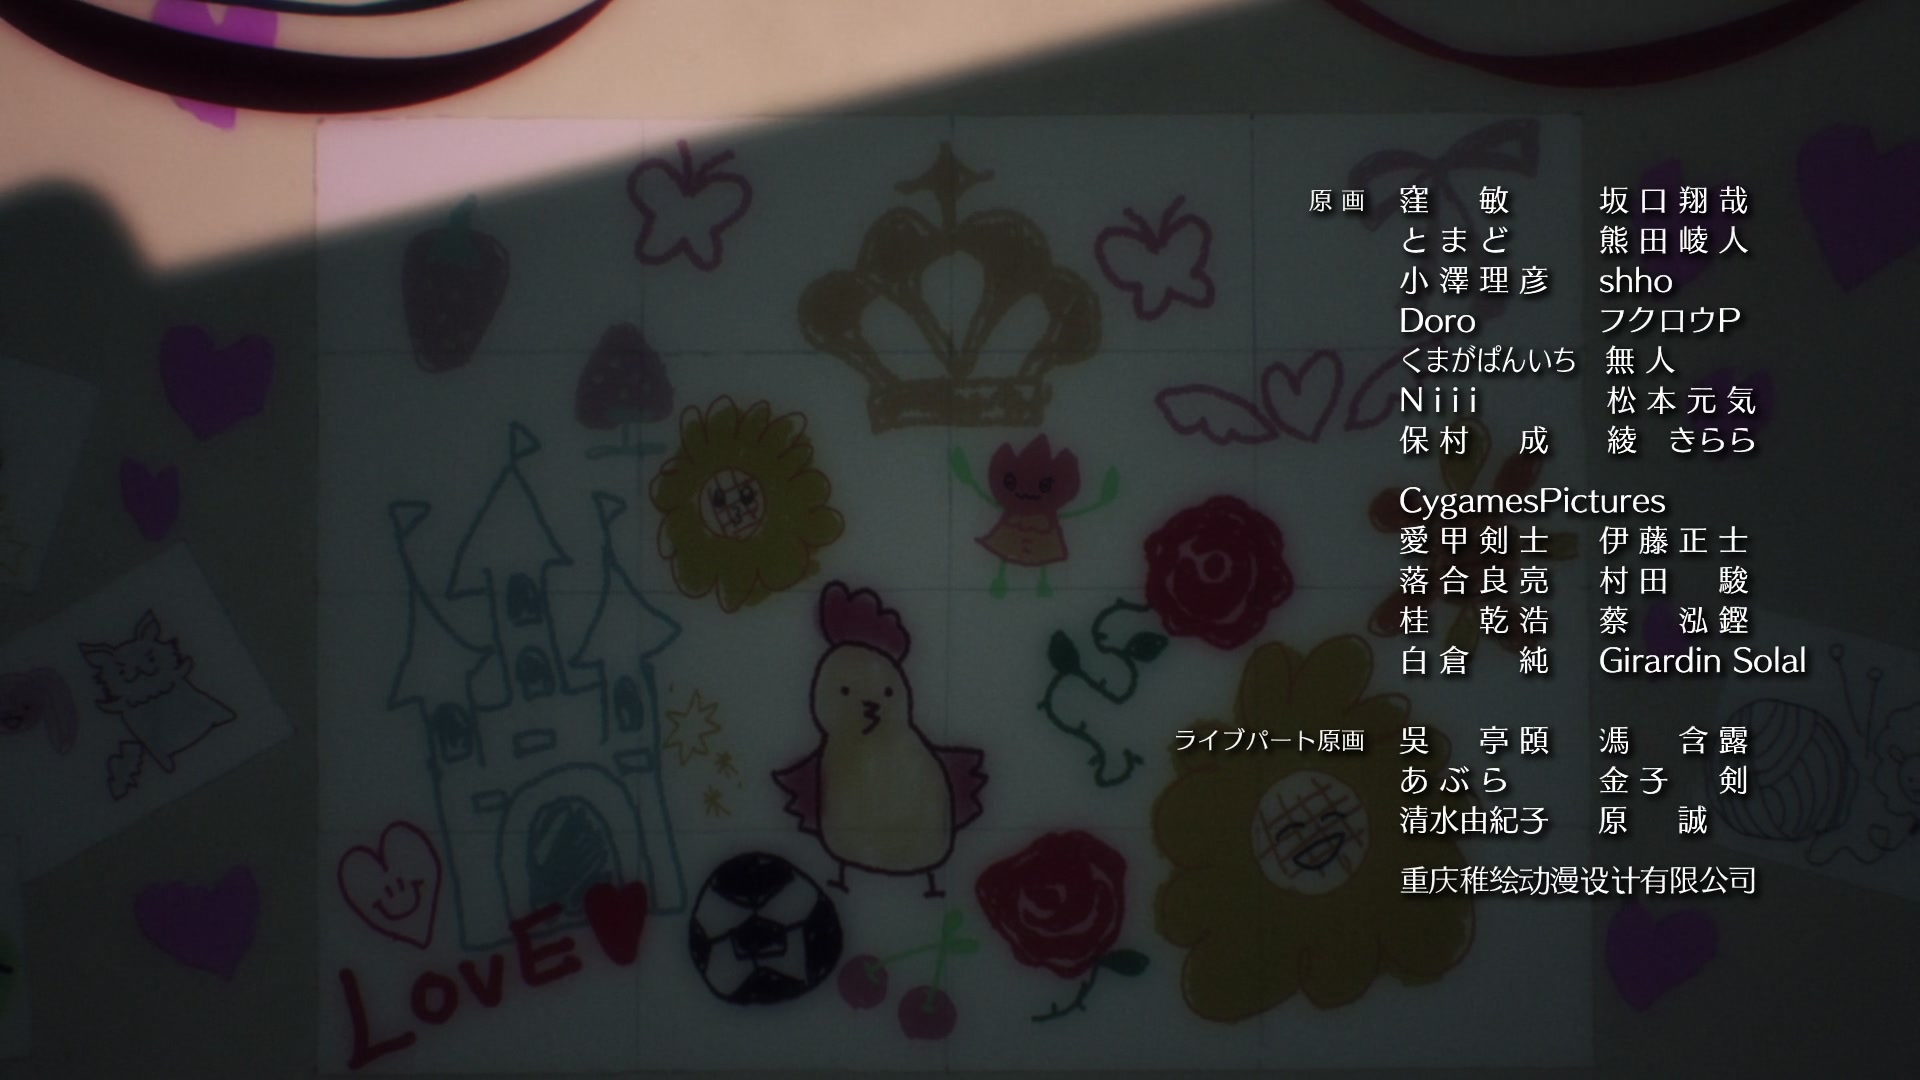 原画 窪 敏 坂口翔哉
とまど 熊田崚人
小澤理彦 shho
Doro フクロウP
くまがぱんいち 無人
Niii 松本元気
保村 成 綾 きらら
CygamesPictures
愛甲剣士 伊藤正士
落合良亮 村田 駿
桂 乾浩 蔡 泓鏗
白倉 純 Girardin Solal
ライブパート原画 吳 亭頤 馮 含露
あぶら 金子 剣
清水由紀子 原 誠
重庆稚绘动漫设计有限公司
LovE